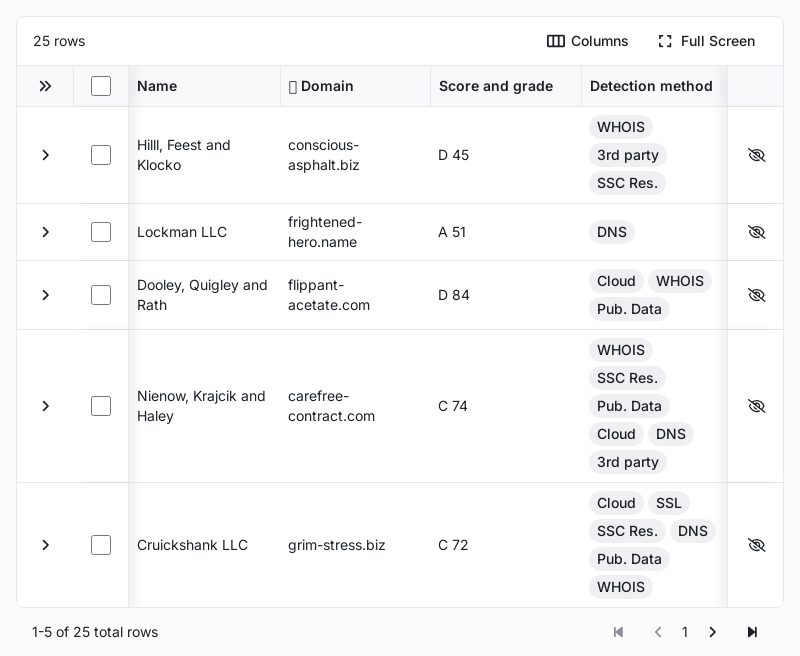 25 rows
Columns
Full Screen
Name
Domain
Score and grade
Detection method
Hilll, Feest and
Klocko
conscious-
asphalt.biz
D 45
WHOIS
3rd party
SSC Res.
Lockman LLC
frightened-
hero.name
A 51
DNS
Dooley, Quigley and
Rath
flippant-
acetate.com
D 84
Cloud WHOIS
Pub. Data
Nienow, Krajcik and
Haley
carefree-
contract.com
C 74
WHOIS
SSC Res.
Pub. Data
Cloud DNS
3rd party
Cruickshank LLC
grim-stress.biz
C 72
Cloud SSL
SSC Res. DNS
Pub. Data
WHOIS
1-5 of 25 total rows
1